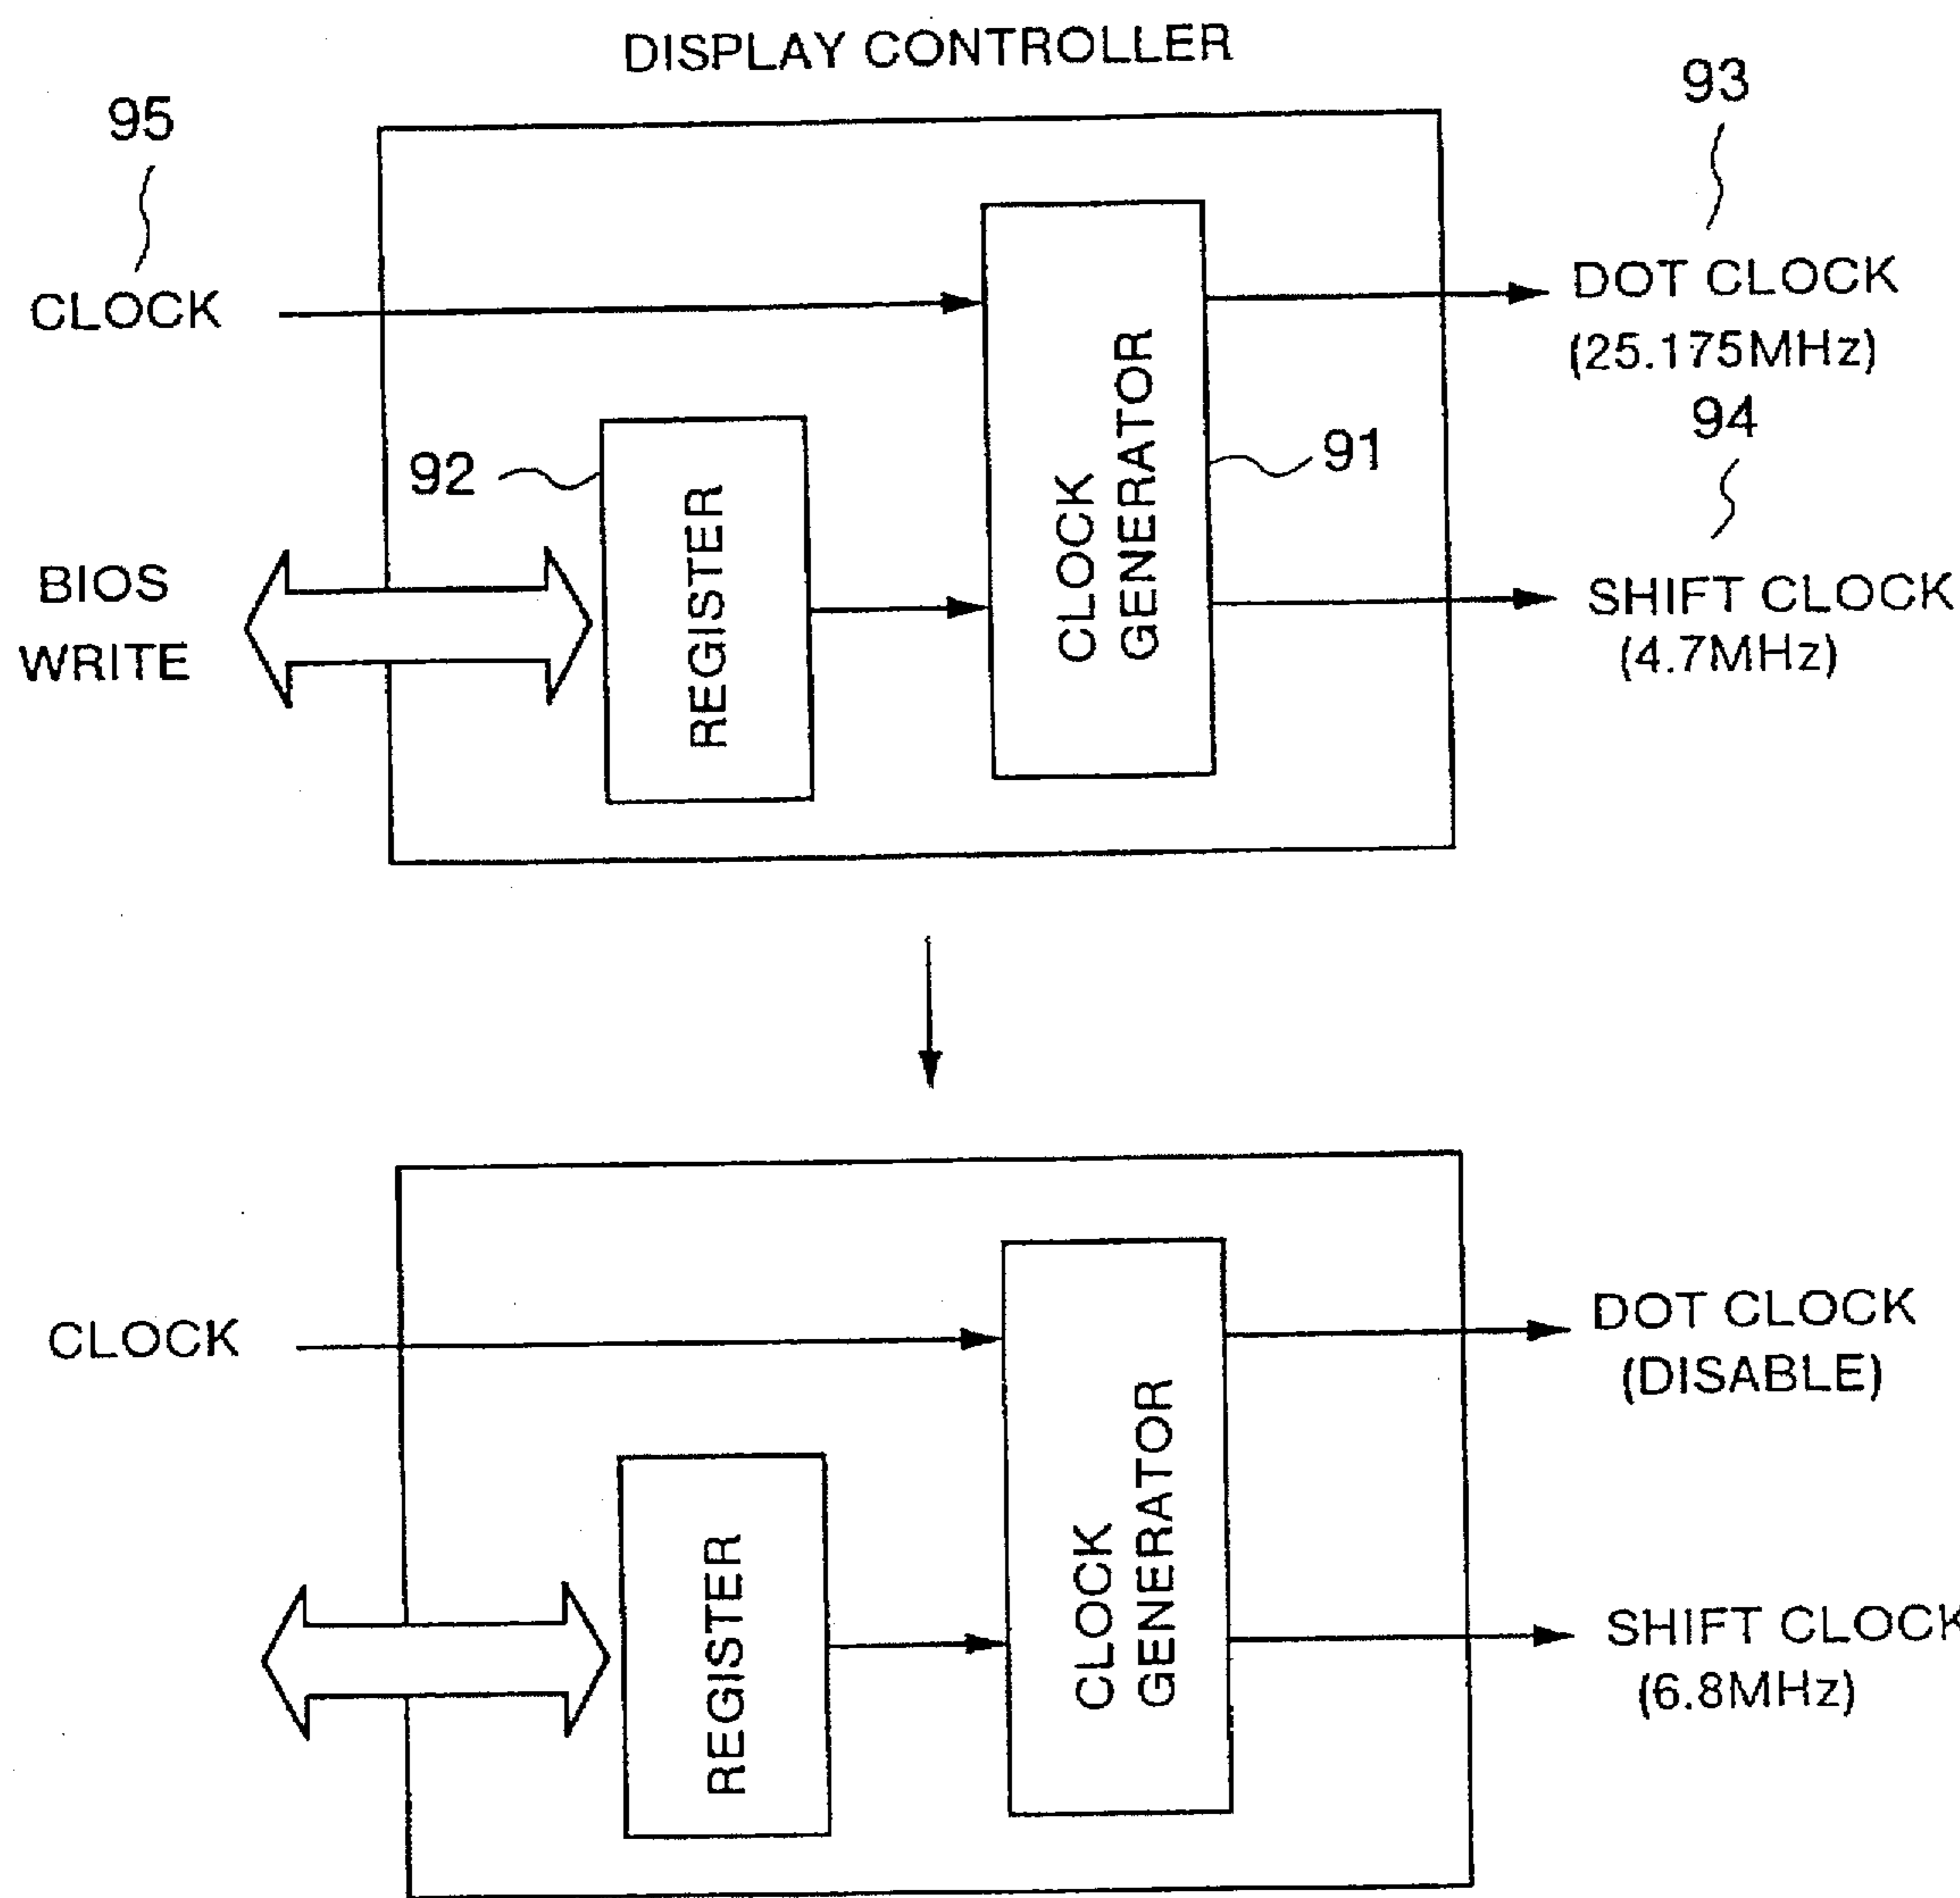 DISPLAY CONTROLLER
95
93
CLOCK
DOT CLOCK
(25.175MHz)
94
92
91
CLOCK
GENERATOR
REGISTER
BIOS
WRITE
SHIFT CLOCK
(4.7MHz)
CLOCK
DOT CLOCK
(DISABLE)
CLOCK
GENERATOR
REGISTER
SHIFT CLOCK
(6.8MHz)